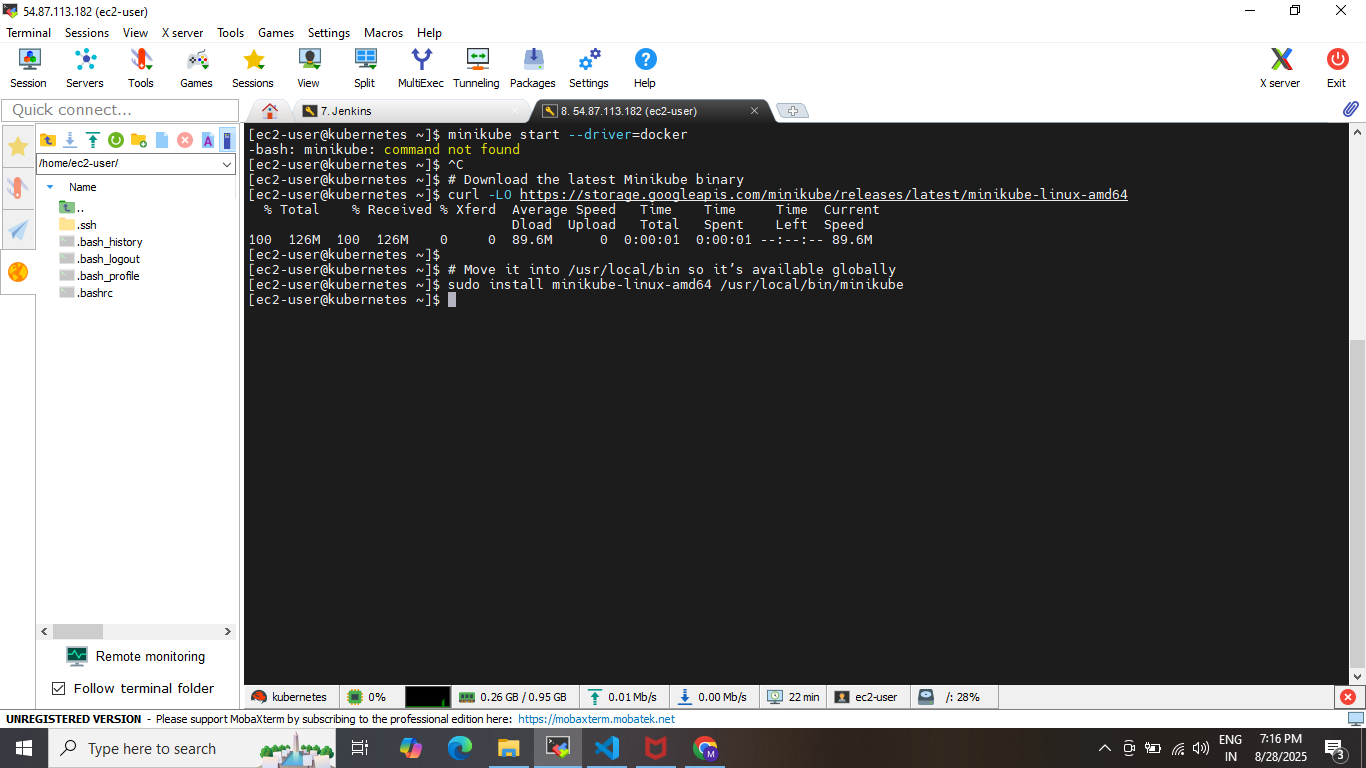 54.87.113.182 (ec2-user)
Terminal Sessions View X server Tools Games Settings Macros Help
Session Servers Tools Games Sessions View Split MultiExec Tunneling Packages Settings Help X server Exit
Quick connect...
7. Jenkins
8. 54.87.113.182 (ec2-user)
/home/ec2-user/
Name
..
.ssh
.bash_history
.bash_logout
.bash_profile
.bashrc
Remote monitoring
Follow terminal folder
[ec2-user@kubernetes ~]$ minikube start --driver=docker
-bash: minikube: command not found
[ec2-user@kubernetes ~]$ ^C
[ec2-user@kubernetes ~]$ # Download the latest Minikube binary
[ec2-user@kubernetes ~]$ curl -LO https://storage.googleapis.com/minikube/releases/latest/minikube-linux-amd64
% Total % Received % Xferd Average Speed Time Time Time Current
Dload Upload Total Spent Left Speed
100 126M 100 126M 0 0 89.6M 0 0:00:01 0:00:01 --:--:-- 89.6M
[ec2-user@kubernetes ~]$
[ec2-user@kubernetes ~]$ # Move it into /usr/local/bin so it’s available globally
[ec2-user@kubernetes ~]$ sudo install minikube-linux-amd64 /usr/local/bin/minikube
[ec2-user@kubernetes ~]$
kubernetes 0% 0.26 GB / 0.95 GB 0.01 Mb/s 0.00 Mb/s 22 min ec2-user /: 28%
UNREGISTERED VERSION - Please support MobaXterm by subscribing to the professional edition here: https://mobaxterm.mobatek.net
Type here to search
ENG
IN
7:16 PM
8/28/2025
3